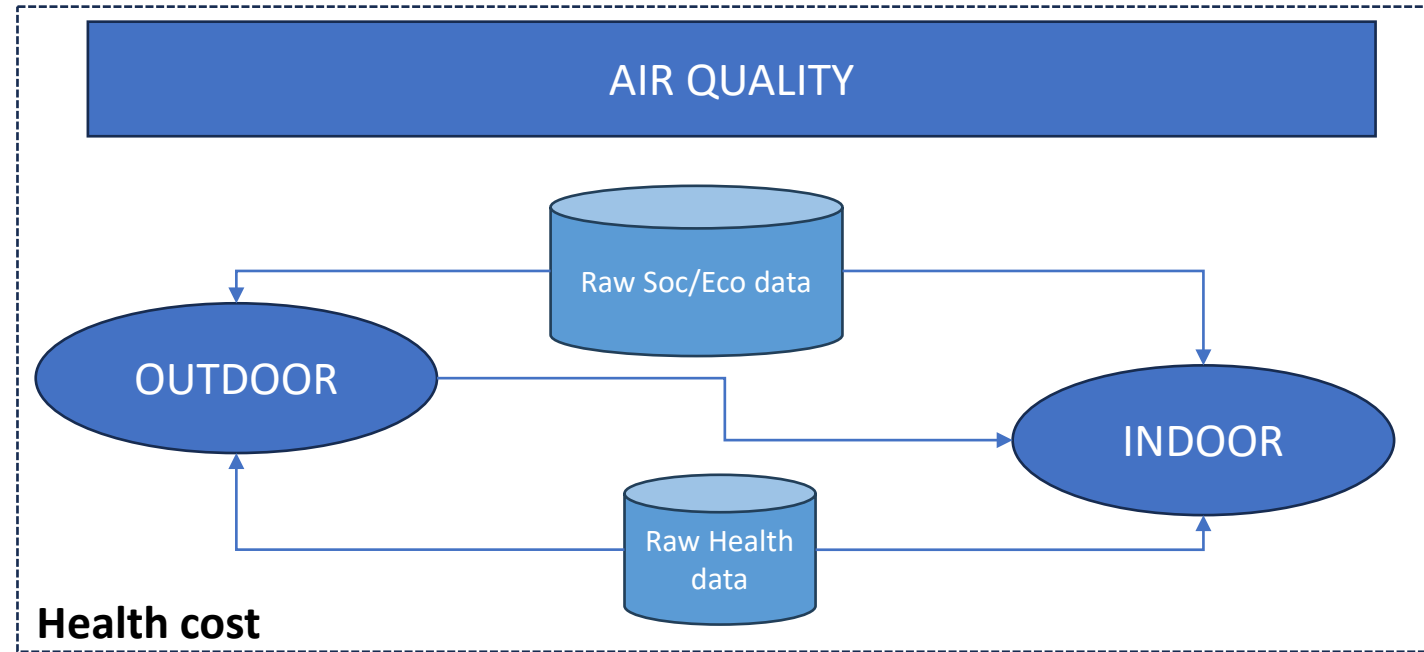 AIR QUALITY
Raw Soc/Eco data
OUTDOOR
INDOOR
Raw Health
data
Health cost